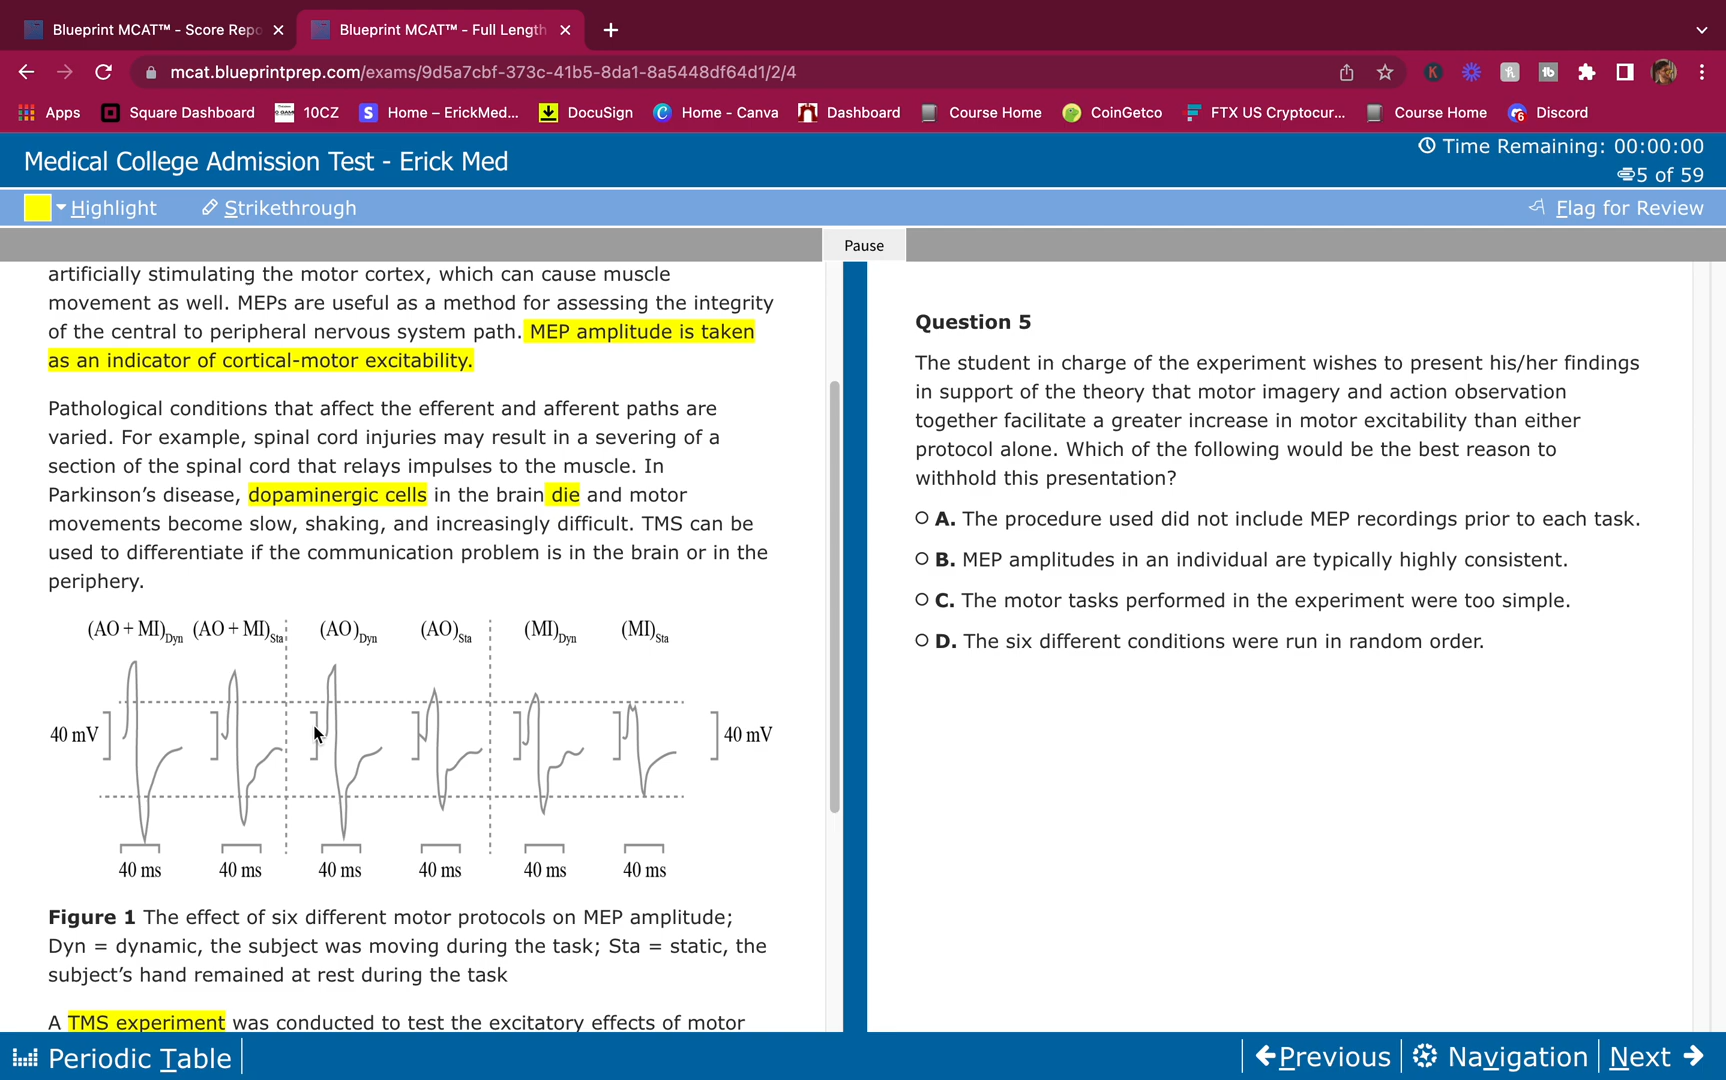 Blueprint MCAT™ - Score Repo
Blueprint MCAT™ - Full Length
mcat.blueprintprep.com/exams/9d5a7cbf-373c-41b5-8da1-8a5448df64d1/2/4
Apps Square Dashboard 10CZ Home – ErickMed... DocuSign Home - Canva Dashboard Course Home CoinGetco FTX US Cryptocur... Course Home Discord
Medical College Admission Test - Erick Med
Time Remaining: 00:00:00
5 of 59
Highlight Strikethrough Flag for Review
Pause
artificially stimulating the motor cortex, which can cause muscle
movement as well. MEPs are useful as a method for assessing the integrity
of the central to peripheral nervous system path. MEP amplitude is taken
as an indicator of cortical-motor excitability.
Pathological conditions that affect the efferent and afferent paths are
varied. For example, spinal cord injuries may result in a severing of a
section of the spinal cord that relays impulses to the muscle. In
Parkinson's disease, dopaminergic cells in the brain die and motor
movements become slow, shaking, and increasingly difficult. TMS can be
used to differentiate if the communication problem is in the brain or in the
periphery.
(AO + MI)Dyn (AO + MI)Sta (AO)Dyn (AO)Sta (MI)Dyn (MI)Sta
40 mV 40 mV
40 ms 40 ms 40 ms 40 ms 40 ms 40 ms
Figure 1 The effect of six different motor protocols on MEP amplitude;
Dyn = dynamic, the subject was moving during the task; Sta = static, the
subject's hand remained at rest during the task
A TMS experiment was conducted to test the excitatory effects of motor
Question 5
The student in charge of the experiment wishes to present his/her findings
in support of the theory that motor imagery and action observation
together facilitate a greater increase in motor excitability than either
protocol alone. Which of the following would be the best reason to
withhold this presentation?
A. The procedure used did not include MEP recordings prior to each task.
B. MEP amplitudes in an individual are typically highly consistent.
C. The motor tasks performed in the experiment were too simple.
D. The six different conditions were run in random order.
Periodic Table Previous Navigation Next